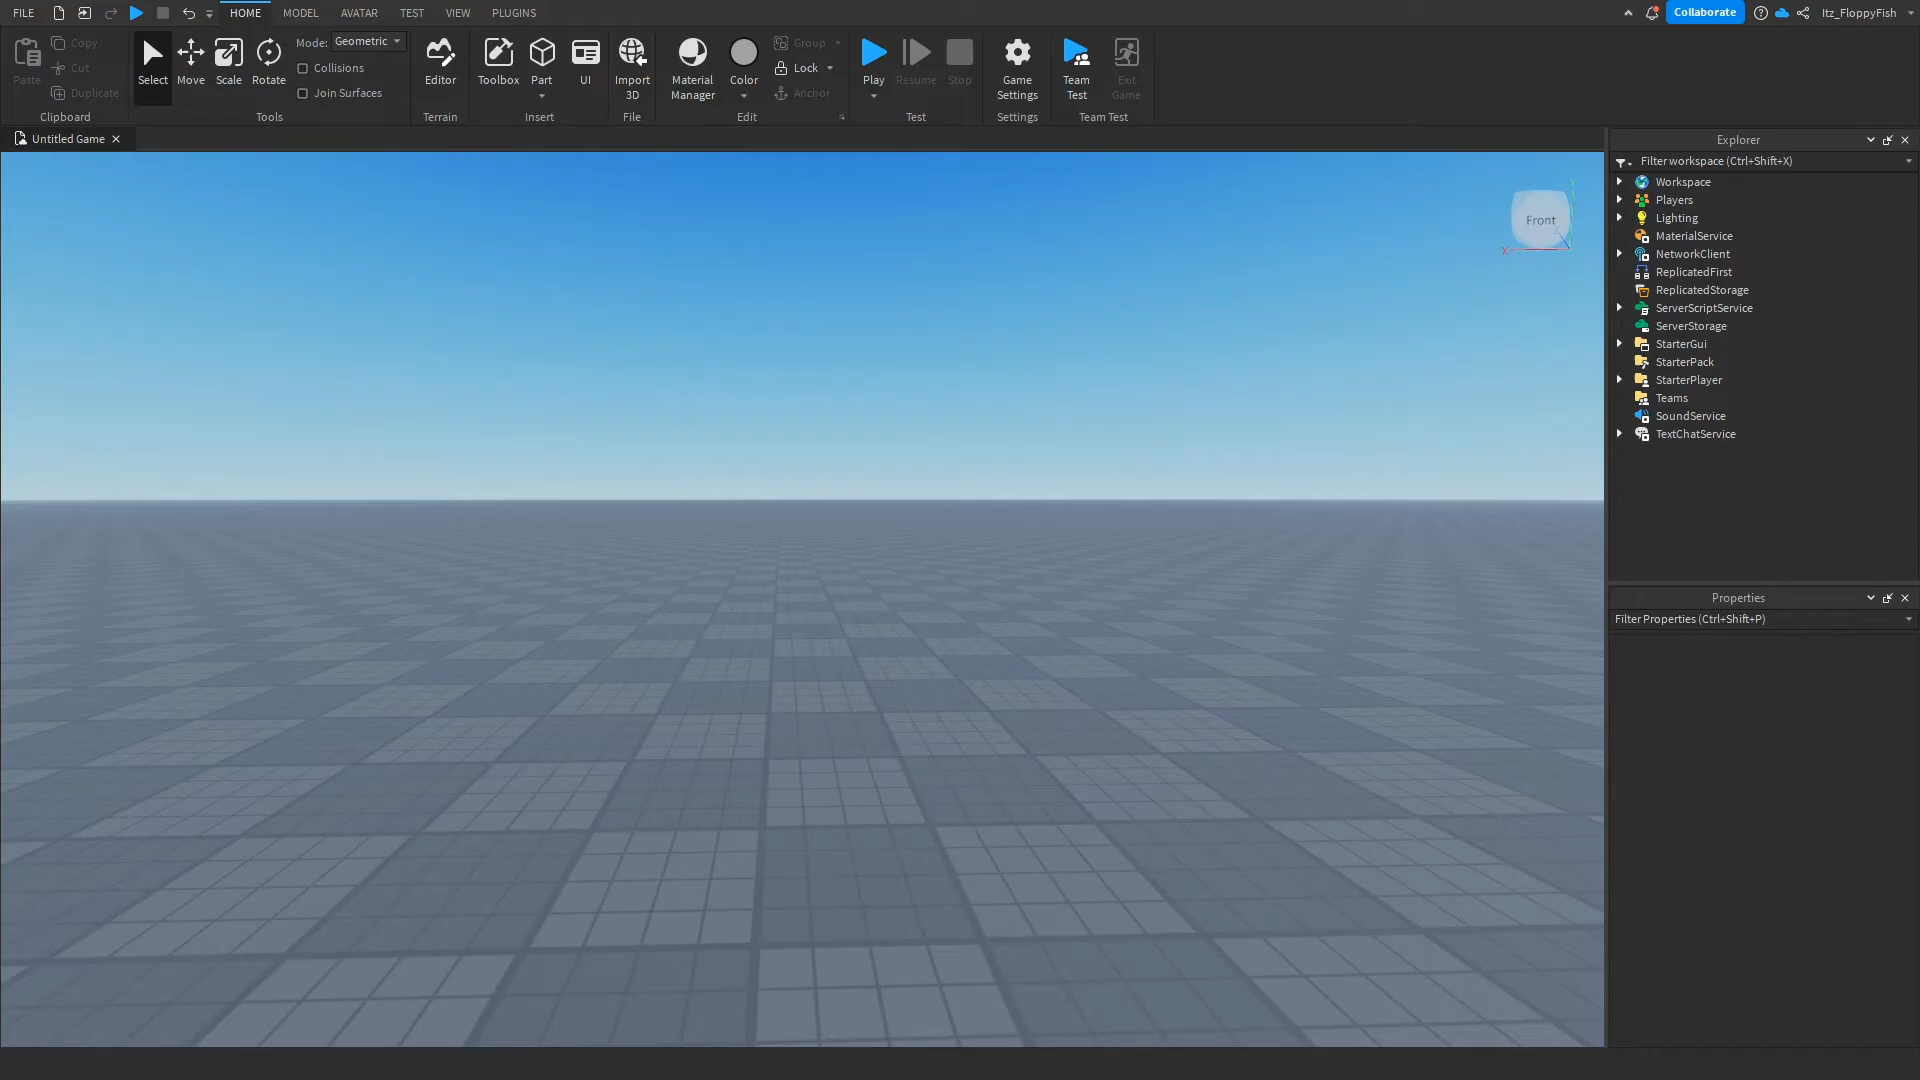 FILE HOME MODEL AVATAR TEST VIEW PLUGINS Collaborate Itz_FloppyFish
Paste
Copy
Cut
Duplicate
Clipboard
Select Move Scale Rotate
Mode: Geometric
Collisions
Join Surfaces
Tools
Editor
Terrain
Toolbox Part UI
Insert
Import
3D
File
Material
Manager
Color
Group
Lock
Anchor
Edit
Play Resume Stop
Test
Game
Settings
Settings
Team
Test
Exit
Game
Team Test
Untitled Game
Front
X
Y
Explorer
Filter workspace (Ctrl+Shift+X)
Workspace
Players
Lighting
MaterialService
NetworkClient
ReplicatedFirst
ReplicatedStorage
ServerScriptService
ServerStorage
StarterGui
StarterPack
StarterPlayer
Teams
SoundService
TextChatService
Properties
Filter Properties (Ctrl+Shift+P)